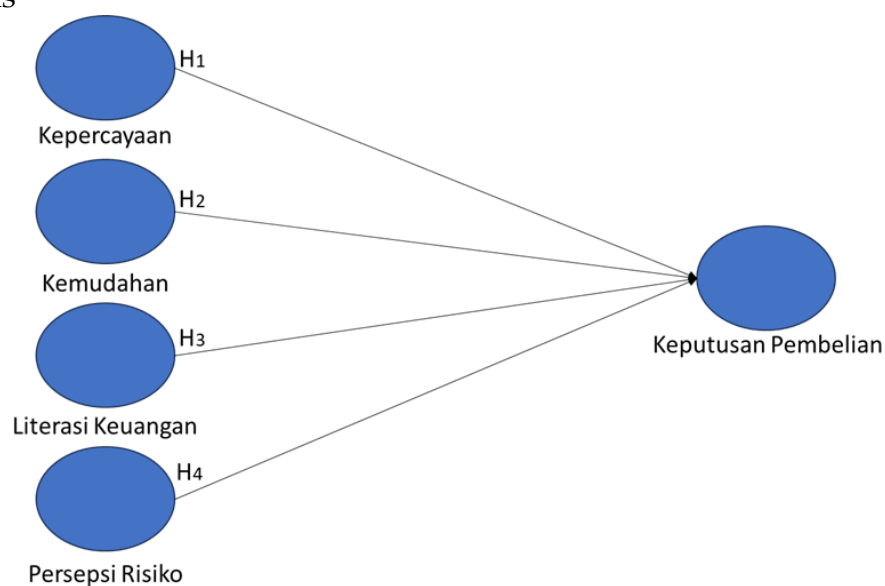 H1
Kepercayaan
H2
Kemudahan
H3
Literasi Keuangan
H4
Persepsi Risiko
Keputusan Pembelian